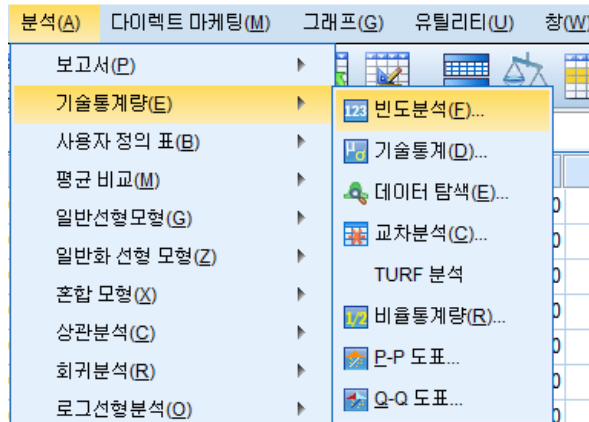 분석(A) 다이렉트 마케팅(M) 그래프(G) 유틸리티(U) 창(W)
보고서(P)
기술통계량(E)
사용자 정의 표(B)
평균 비교(M)
일반선형모형(G)
일반화 선형 모형(Z)
혼합 모형(X)
상관분석(C)
회귀분석(R)
로그선형분석(O)
123 빈도분석(F)...
기술통계(D)...
데이터 탐색(E)...
교차분석(C)...
TURF 분석
1/2 비율통계량(R)...
P-P 도표...
Q-Q 도표...